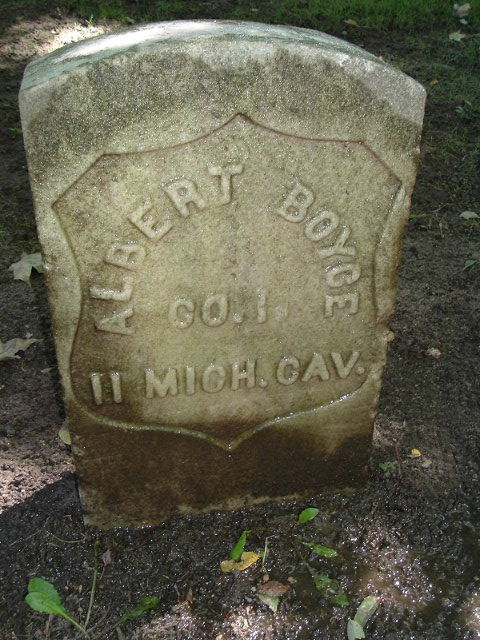 ALBERT BOYCE
CO. I.
11 MICH. CAV.